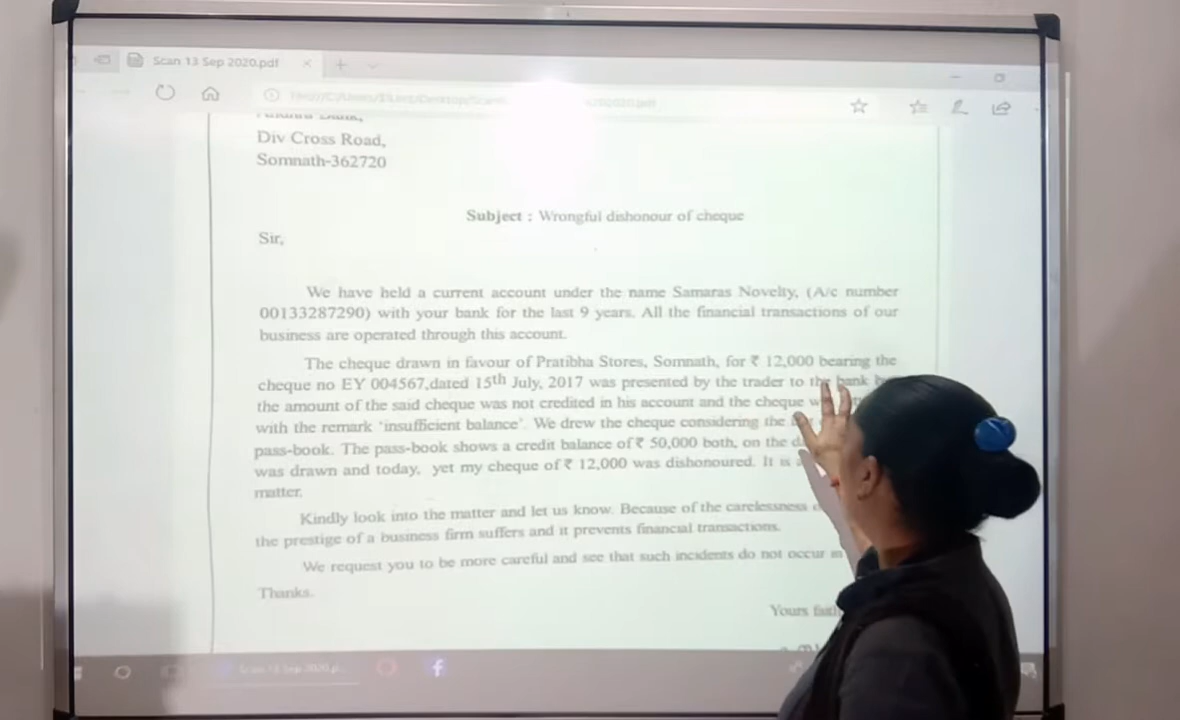 Scan 13 Sep 2020.pdf
Div Cross Road,
Somnath-362720
Subject : Wrongful dishonour of cheque
Sir,
We have held a current account under the name Samaras Novelty, (A/c number
00133287290) with your bank for the last 9 years. All the financial transactions of our
business are operated through this account.
The cheque drawn in favour of Pratibha Stores, Somnath, for ₹ 12,000 bearing the
cheque no EY 004567,dated 15th July, 2017 was presented by the trader to the bank
the amount of the said cheque was not credited in his account and the cheque
with the remark 'insufficient balance'. We drew the cheque considering the
pass-book. The pass-book shows a credit balance of ₹ 50,000 both, on the
was drawn and today, yet my cheque of ₹ 12,000 was dishonoured. It is
matter.
Kindly look into the matter and let us know. Because of the carelessness
the prestige of a business firm suffers and it prevents financial transactions.
We request you to be more careful and see that such incidents do not occur in
Thanks.
Yours